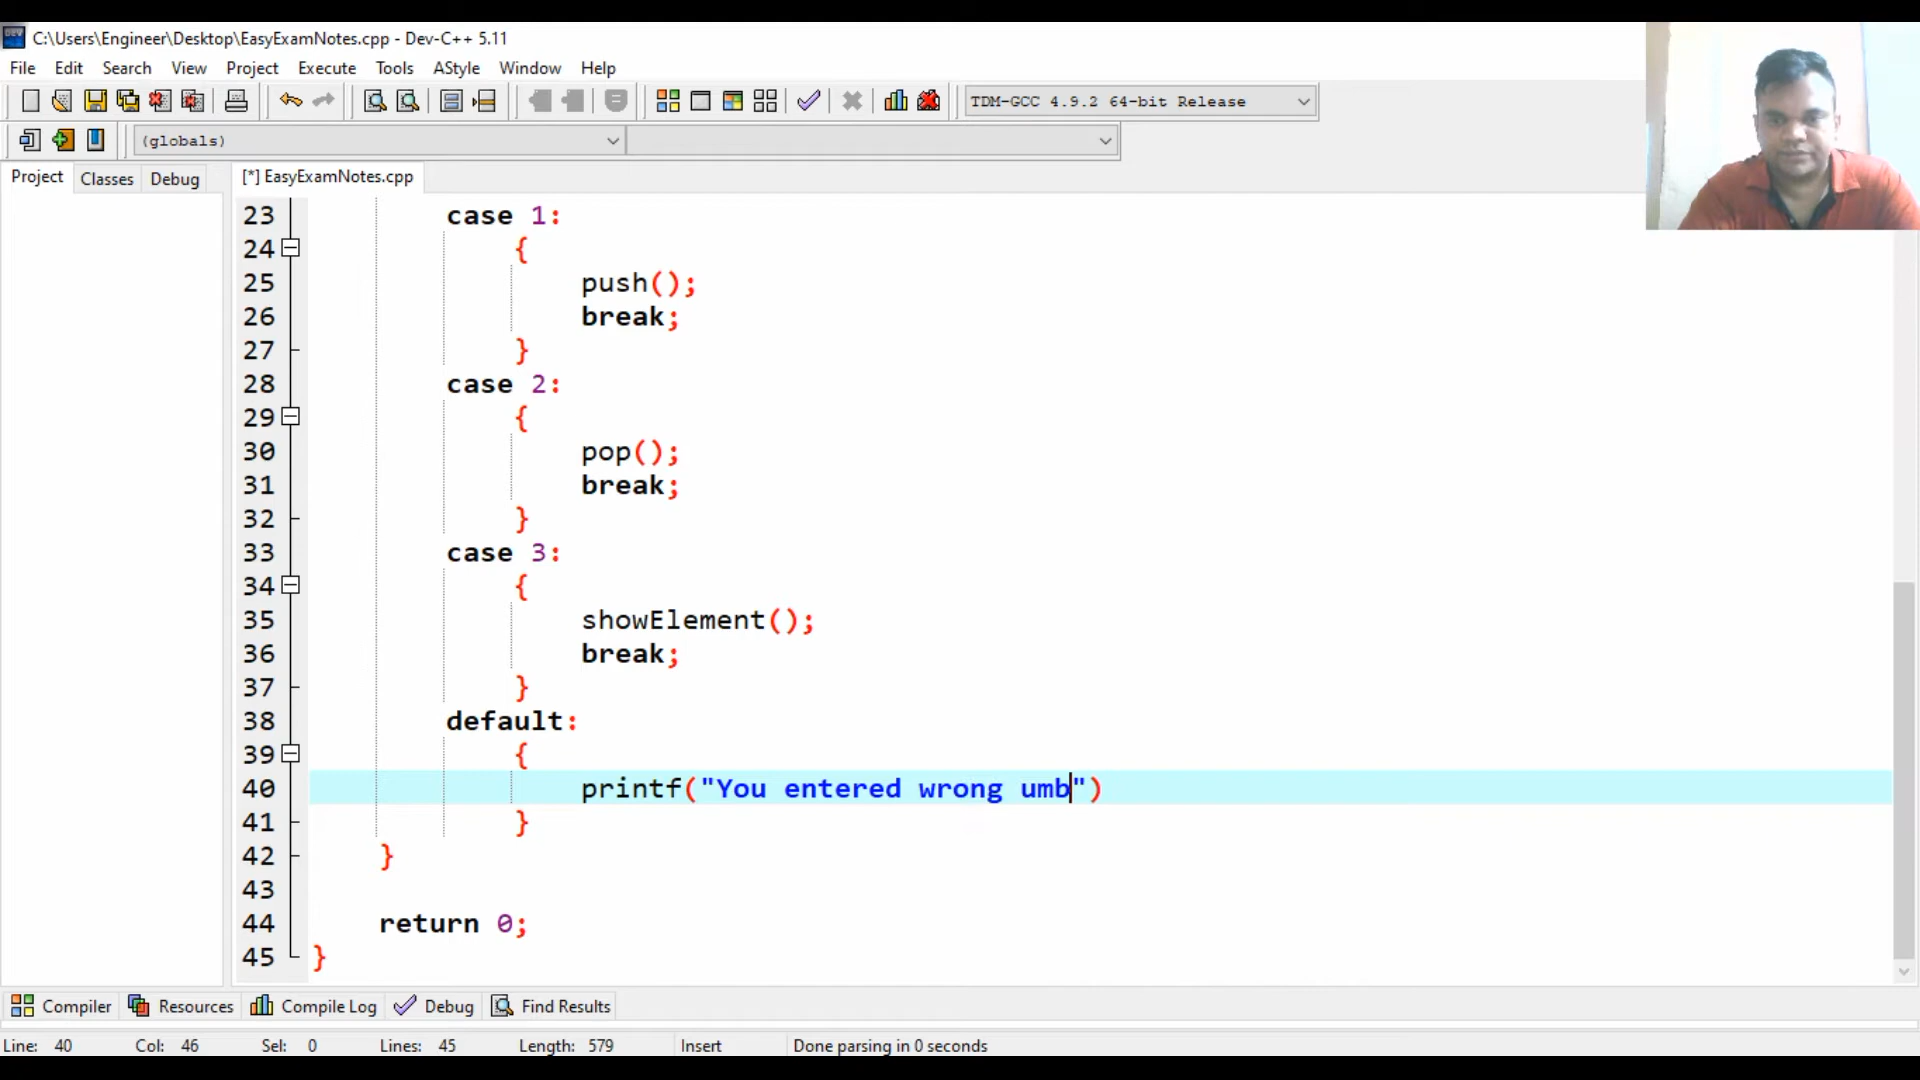 C:\Users\Engineer\Desktop\EasyExamNotes.cpp - Dev-C++ 5.11
File Edit Search View Project Execute Tools AStyle Window Help
TDM-GCC 4.9.2 64-bit Release
(globals)
Project Classes Debug [*] EasyExamNotes.cpp
23 case 1:
24 {
25 push();
26 break;
27 }
28 case 2:
29 {
30 pop();
31 break;
32 }
33 case 3:
34 {
35 showElement();
36 break;
37 }
38 default:
39 {
40 printf("You entered wrong umb")
41 }
42 }
43
44 return 0;
45 }
Compiler Resources Compile Log Debug Find Results
Line: 40 Col: 46 Sel: 0 Lines: 45 Length: 579 Insert Done parsing in 0 seconds